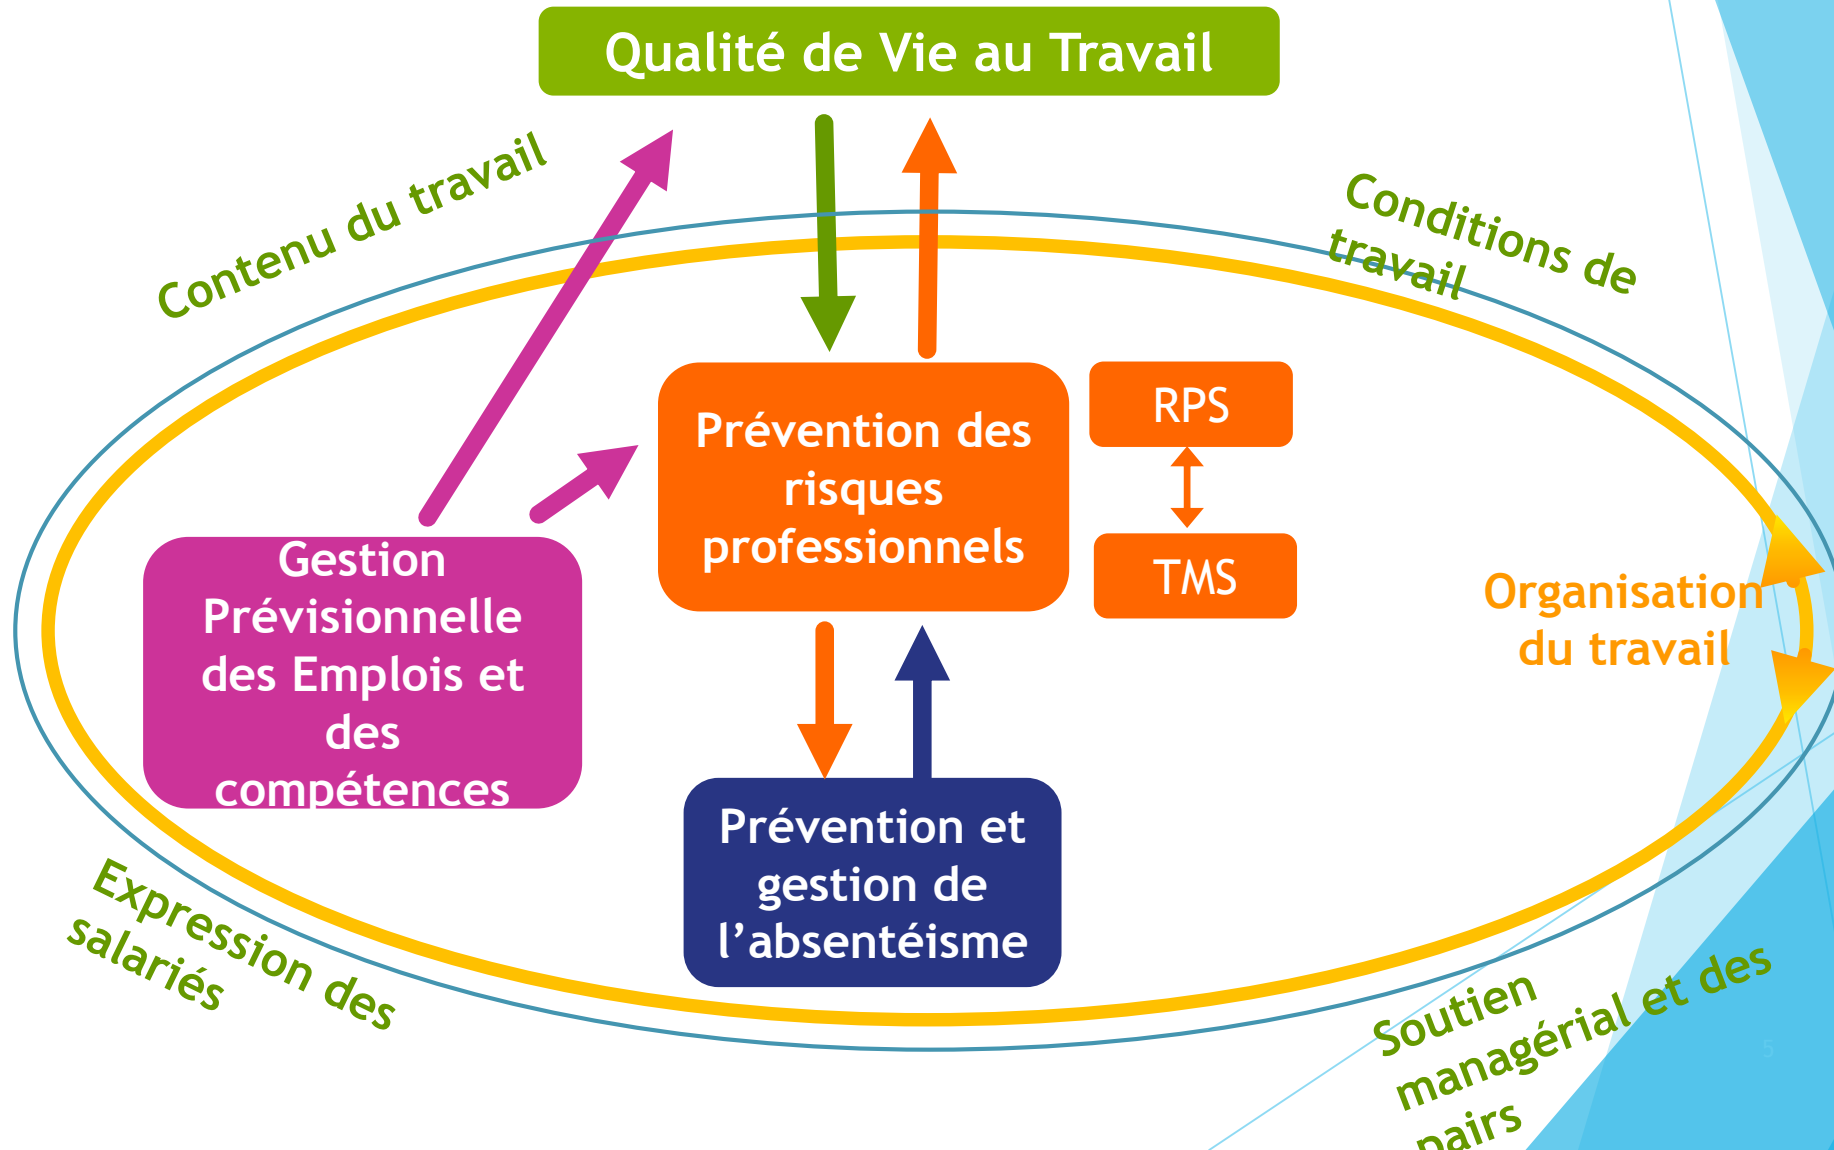 Qualité de Vie au Travail
Contenu du travail
Conditions de
travail
Prévention des
risques
professionnels
RPS
TMS
Gestion
Prévisionnelle
des Emplois et
des
compétences
Organisation
du travail
Prévention et
gestion de
l’absentéisme
Expression des
salariés
Soutien
managérial et des
pairs
5